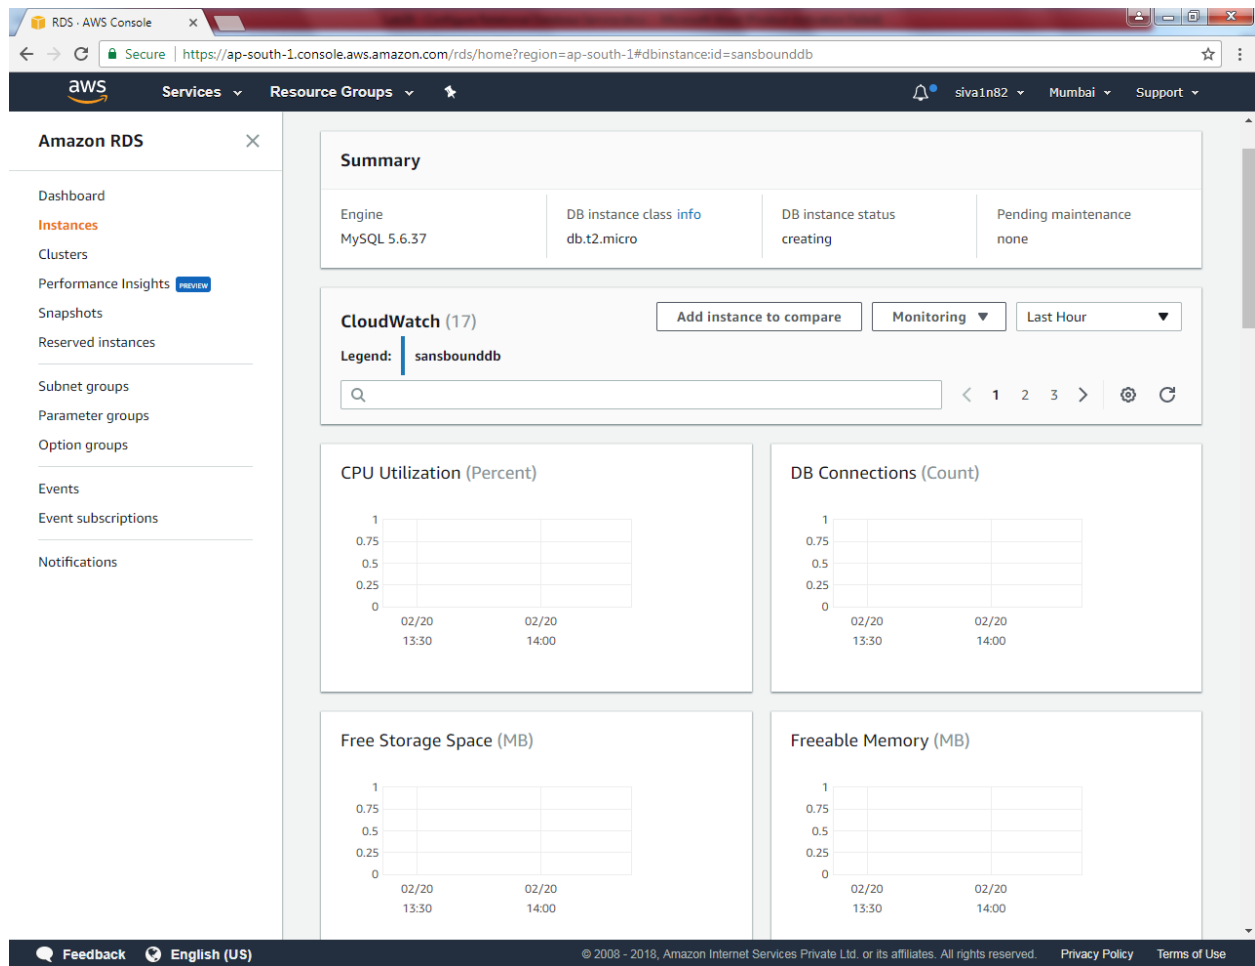 RDS · AWS Console
Secure https://ap-south-1.console.aws.amazon.com/rds/home?region=ap-south-1#dbinstance:id=sansbounddb
aws Services Resource Groups siva1n82 Mumbai Support
Amazon RDS
Dashboard
Instances
Clusters
Performance Insights PREVIEW
Snapshots
Reserved instances
Subnet groups
Parameter groups
Option groups
Events
Event subscriptions
Notifications
Summary
Engine DB instance class info DB instance status Pending maintenance
MySQL 5.6.37 db.t2.micro creating none
CloudWatch (17) Add instance to compare Monitoring Last Hour
Legend: sansbounddb
1 2 3
CPU Utilization (Percent)
1
0.75
0.5
0.25
0
02/20 02/20
13:30 14:00
DB Connections (Count)
1
0.75
0.5
0.25
0
02/20 02/20
13:30 14:00
Free Storage Space (MB)
1
0.75
0.5
0.25
0
02/20 02/20
13:30 14:00
Freeable Memory (MB)
1
0.75
0.5
0.25
0
02/20 02/20
13:30 14:00
Feedback English (US) © 2008 - 2018, Amazon Internet Services Private Ltd. or its affiliates. All rights reserved. Privacy Policy Terms of Use